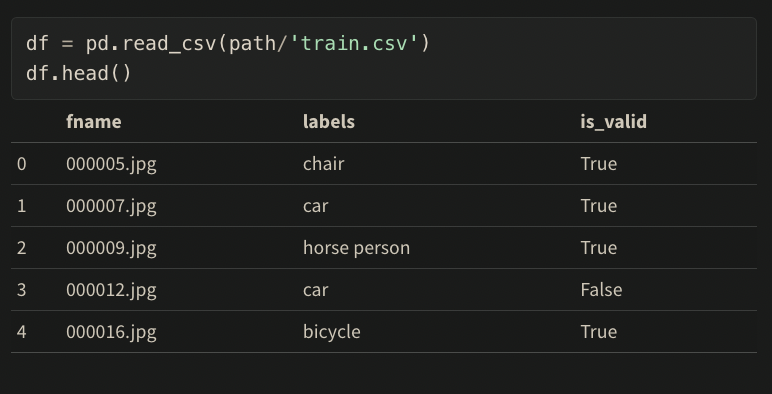 df = pd.read_csv(path/'train.csv')
df.head()
fname labels is_valid
0 000005.jpg chair True
1 000007.jpg car True
2 000009.jpg horse person True
3 000012.jpg car False
4 000016.jpg bicycle True